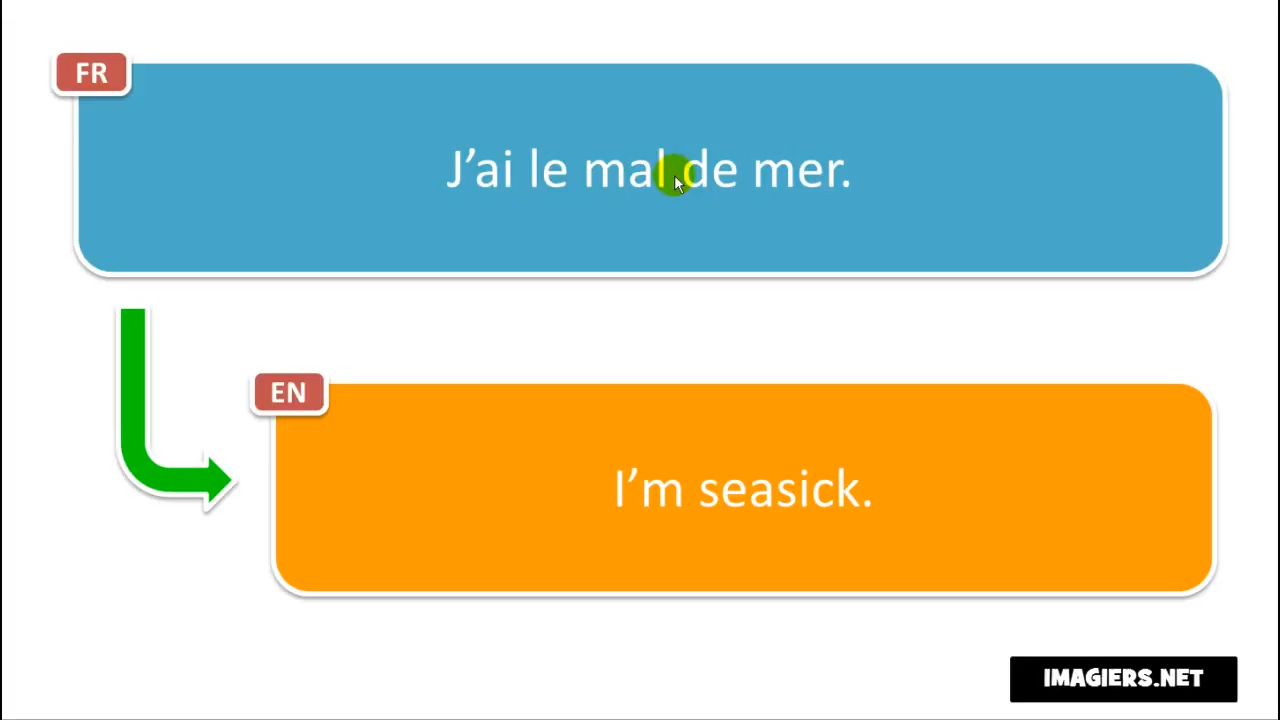 FR
J’ai le mal de mer.
EN
I’m seasick.
IMAGIERS.NET